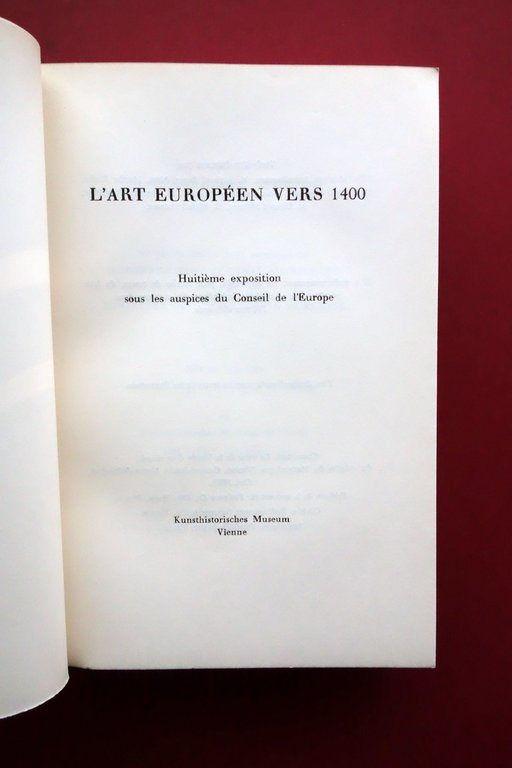 L'ART EUROPÉEN VERS 1400
Huitième exposition
sous les auspices du Conseil de l'Europe
Kunsthistorisches Museum
Vienne